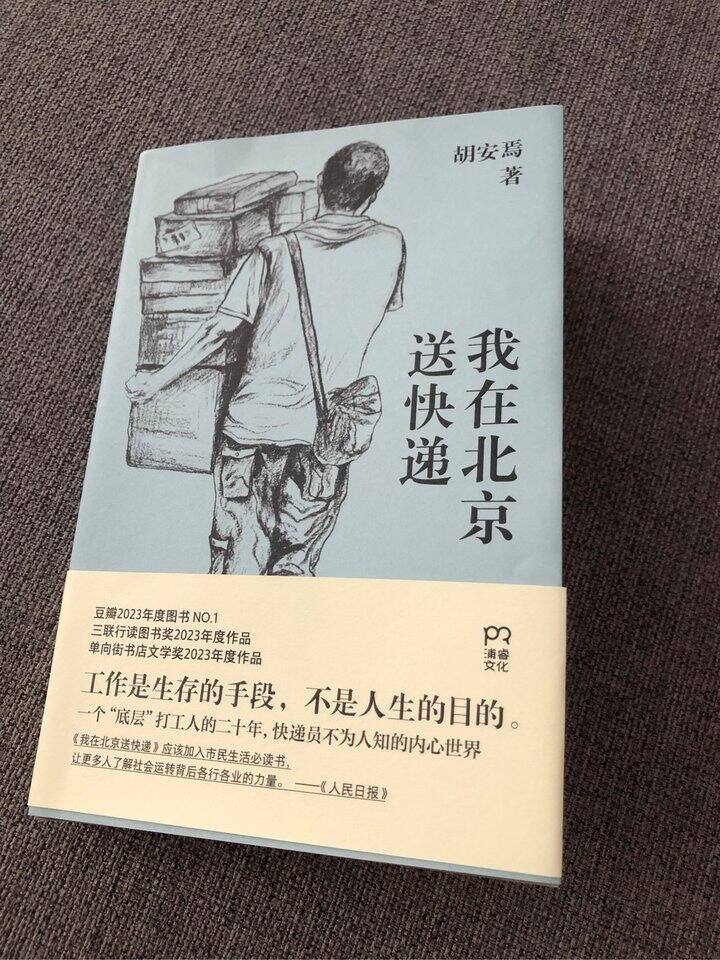 胡安焉
著
我在北京
送快递
豆瓣2023年度图书 NO.1
三联行读图书奖2023年度作品
单向街书店文学奖2023年度作品
浦睿
文化
工作是生存的手段，不是人生的目的。
一个“底层”打工人的二十年，快递员不为人知的内心世界
《我在北京送快递》应该加入市民生活必读书，
让更多人了解社会运转背后各行各业的力量。 ——《人民日报》